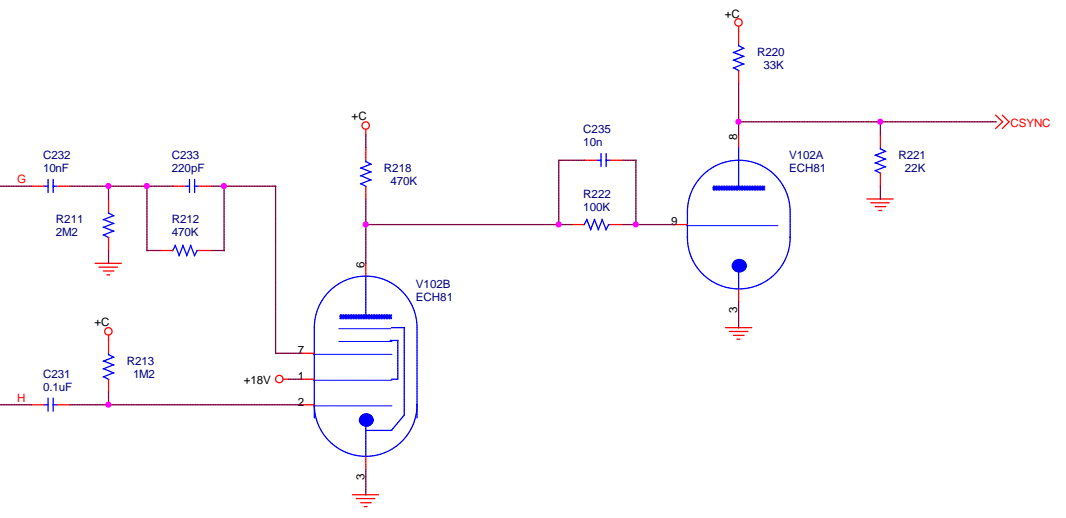 +C
R220
33K
+C
C235
10n
8
CSYNC
V102A
ECH81
R221
22K
C232
10nF
C233
220pF
R218
470K
G
R222
100K
9
R211
2M2
R212
470K
6
V102B
ECH81
3
+C
R213
1M2
7
+18V
1
C231
0.1uF
H
2
3